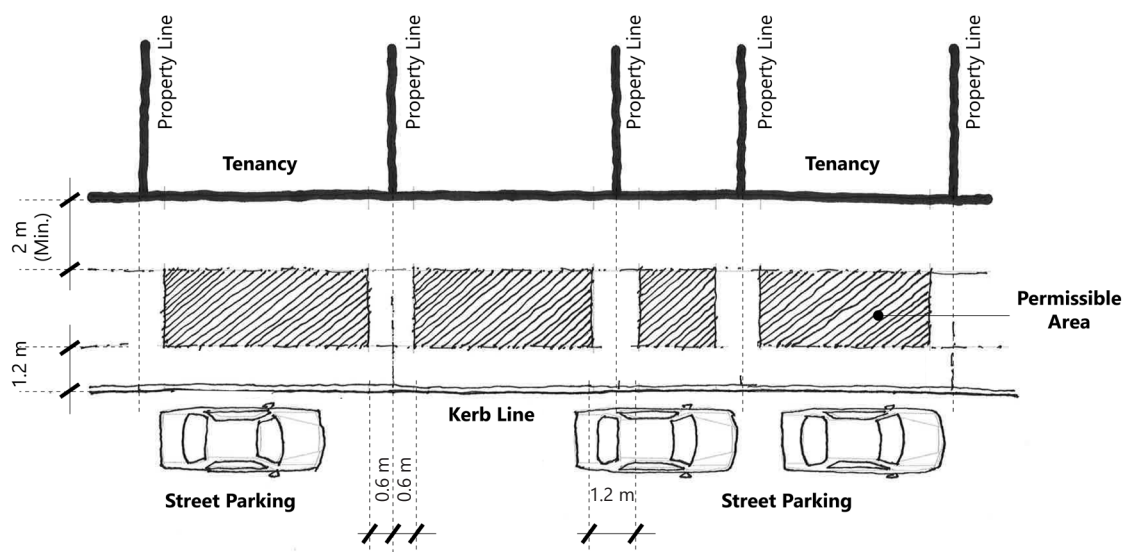 Property Line
Property Line
Property Line
Property Line
Property Line
Tenancy
Tenancy
2 m
(Min.)
Permissible
Area
1.2 m
Kerb Line
0.6 m
0.6 m
1.2 m
Street Parking
Street Parking